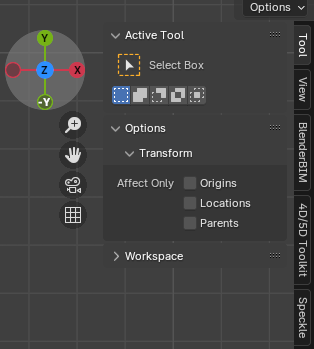 Options
Y
Z
X
-Y
Active Tool
Select Box
Options
Transform
Affect Only
Origins
Locations
Parents
Workspace
Tool
View
BlenderBIM
4D/5D Toolkit
Speckle